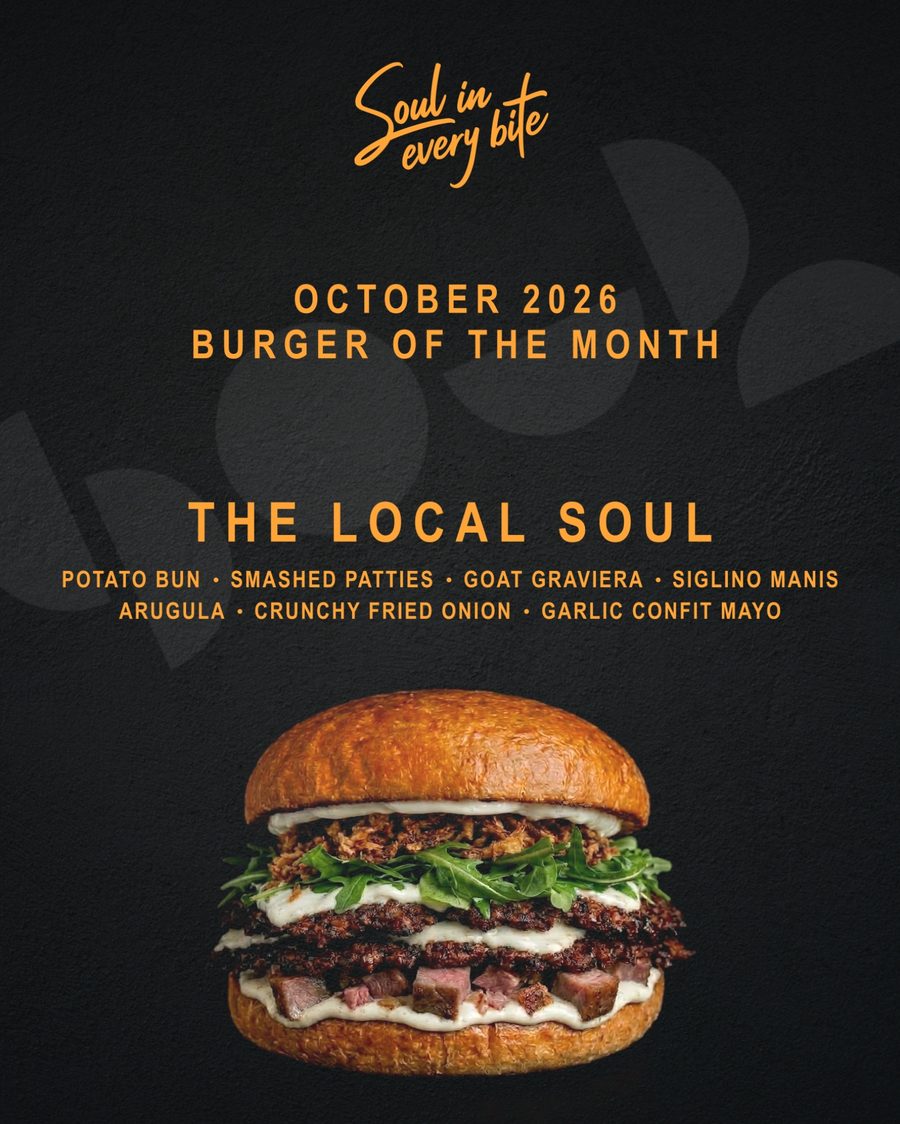 Soul in
every bite
OCTOBER 2026
BURGER OF THE MONTH
THE LOCAL SOUL
POTATO BUN • SMASHED PATTIES • GOAT GRAVIERA • SIGLINO MANIS
ARUGULA • CRUNCHY FRIED ONION • GARLIC CONFIT MAYO